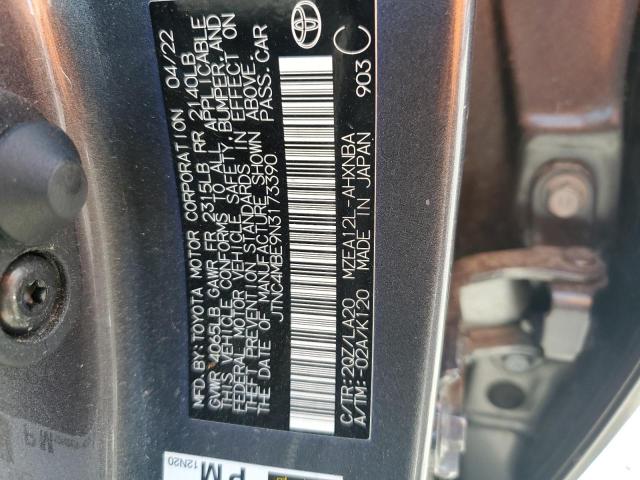 MFD. BY: TOYOTA MOTOR CORPORATION 04/22
GVWR 4065LB GAWR FR 2315LB RR 2140LB
THIS VEHICLE CONFORMS TO ALL APPLICABLE
FEDERAL MOTOR VEHICLE SAFETY, BUMPER, AND
THEFT PREVENTION STANDARDS IN EFFECT ON
THE DATE OF MANUFACTURE SHOWN ABOVE.
JTNC4MBE9N3173390 PASS. CAR
C/TR: 2QZ/LA20 MZEA12L-AHXNBA
A/TM: -02A/K120 MADE IN JAPAN 903 C
PM
12N20